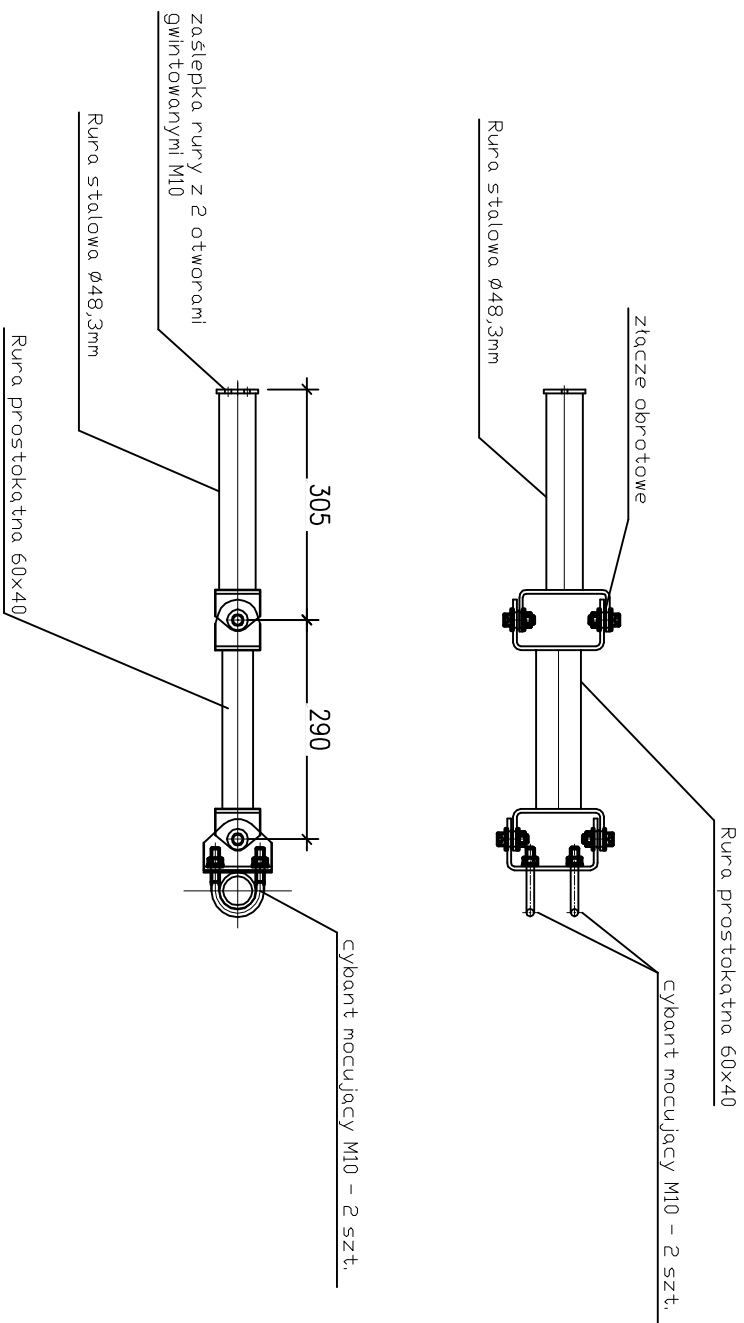 złącze obrotowe
Rura prostokątna 60x40
Rura stalowa Ø48,3mm
cybant mocujący M10 - 2 szt.
305
290
zaślepka rury z 2 otworami
gwintowanymi M10
Rura stalowa Ø48,3mm
Rura prostokątna 60x40
cybant mocujący M10 - 2 szt.